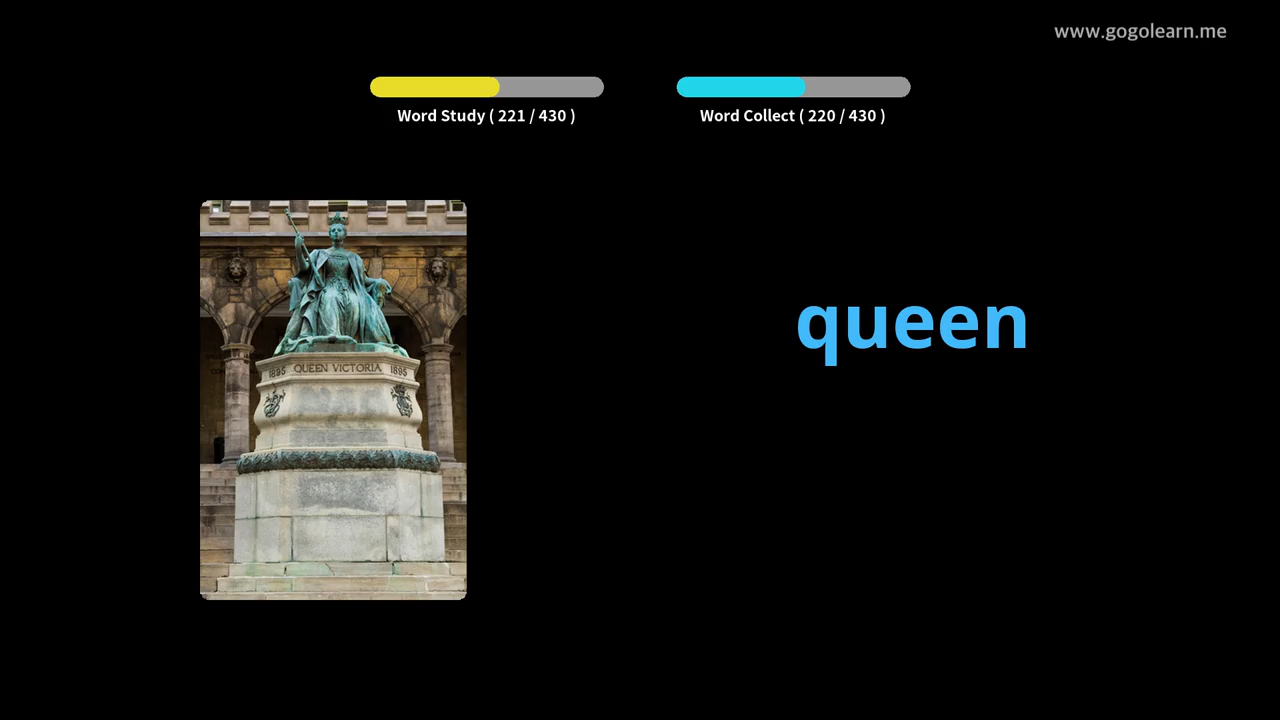 www.gogolearn.me
Word Study ( 221 / 430 )
Word Collect ( 220 / 430 )
queen
1895 QUEEN VICTORIA 1895